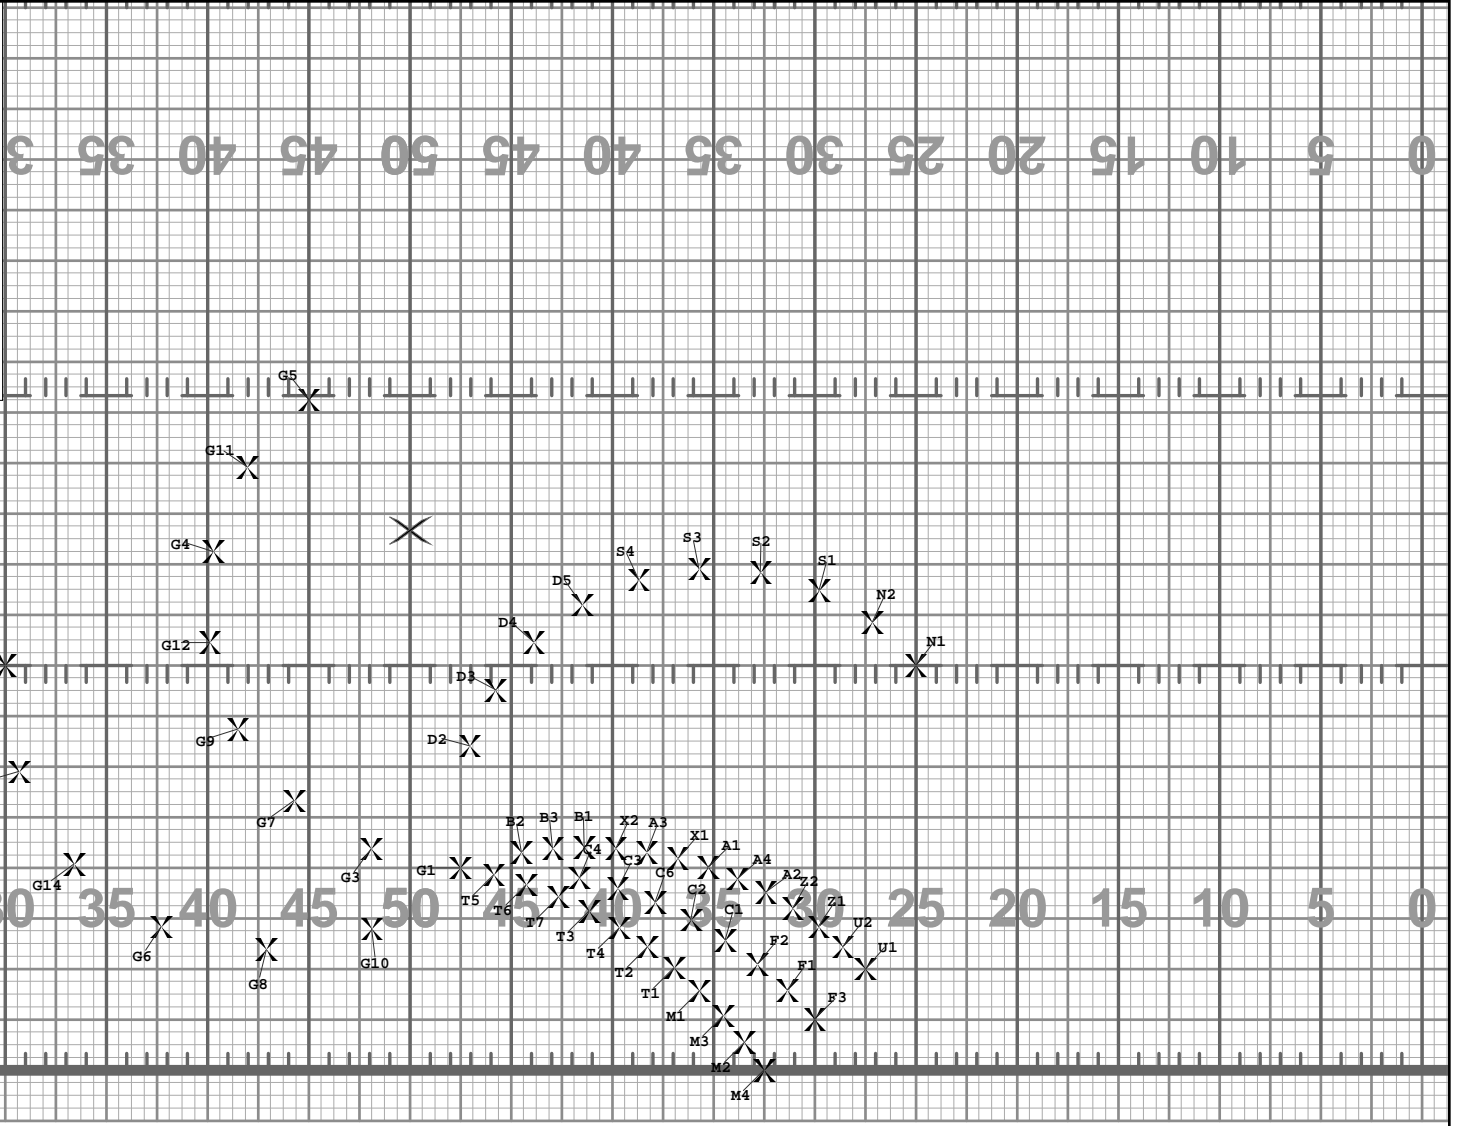 3 35 40 45 50 45 40 35 30 25 20 15 10 5 0
G5
G11
S3
S2
G4
S4
S1
D5
N2
D4
G12
N1
D3
G9
D2
G7
B2 B3 B1 X2 A3
X1
A1
C4
C3
A4
G1
C6
A2
G3
Z2
G14
C2
T5
Z1
C1
T6
30 35 40 45 50 45 40 35 30 25 20 15 10 5 0
T7
U2
T3
F2
U1
T4
G6
G10
F1
T2
G8
T1
F3
M1
M3
M2
M4